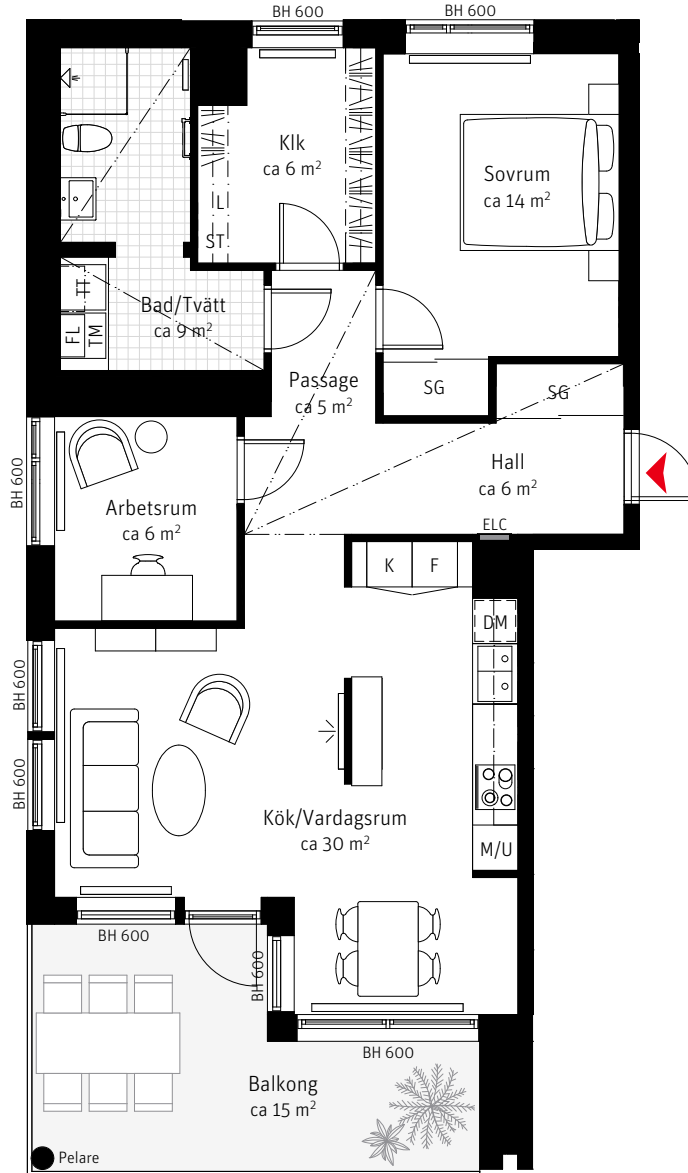 BH 600
BH 600
Klk
ca 6 m²
Sovrum
ca 14 m²
L
ST
TT
FL
TM
Bad/Tvätt
ca 9 m²
Passage
ca 5 m²
SG
SG
BH 600
Arbetsrum
ca 6 m²
Hall
ca 6 m²
ELC
K
F
DM
BH 600
BH 600
Kök/Vardagsrum
ca 30 m²
M/U
BH 600
BH 600
BH 600
Balkong
ca 15 m²
Pelare